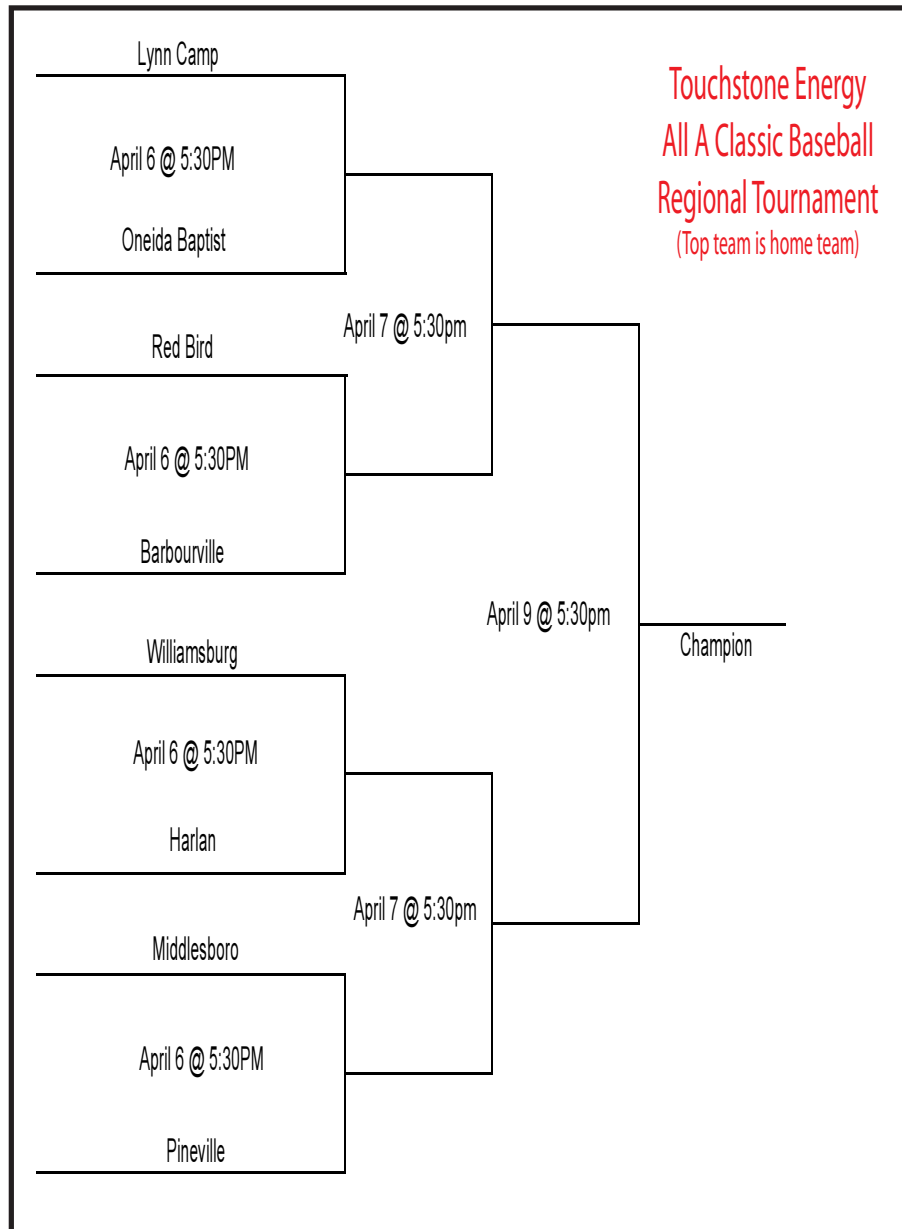 Lynn Camp
April 6 @ 5:30PM
Oneida Baptist
Red Bird
April 6 @ 5:30PM
Barbourville
Williamsburg
April 6 @ 5:30PM
Harlan
Middlesboro
April 6 @ 5:30PM
Pineville
April 7 @ 5:30pm
April 7 @ 5:30pm
April 9 @ 5:30pm
Champion
Touchstone Energy
All A Classic Baseball
Regional Tournament
(Top team is home team)